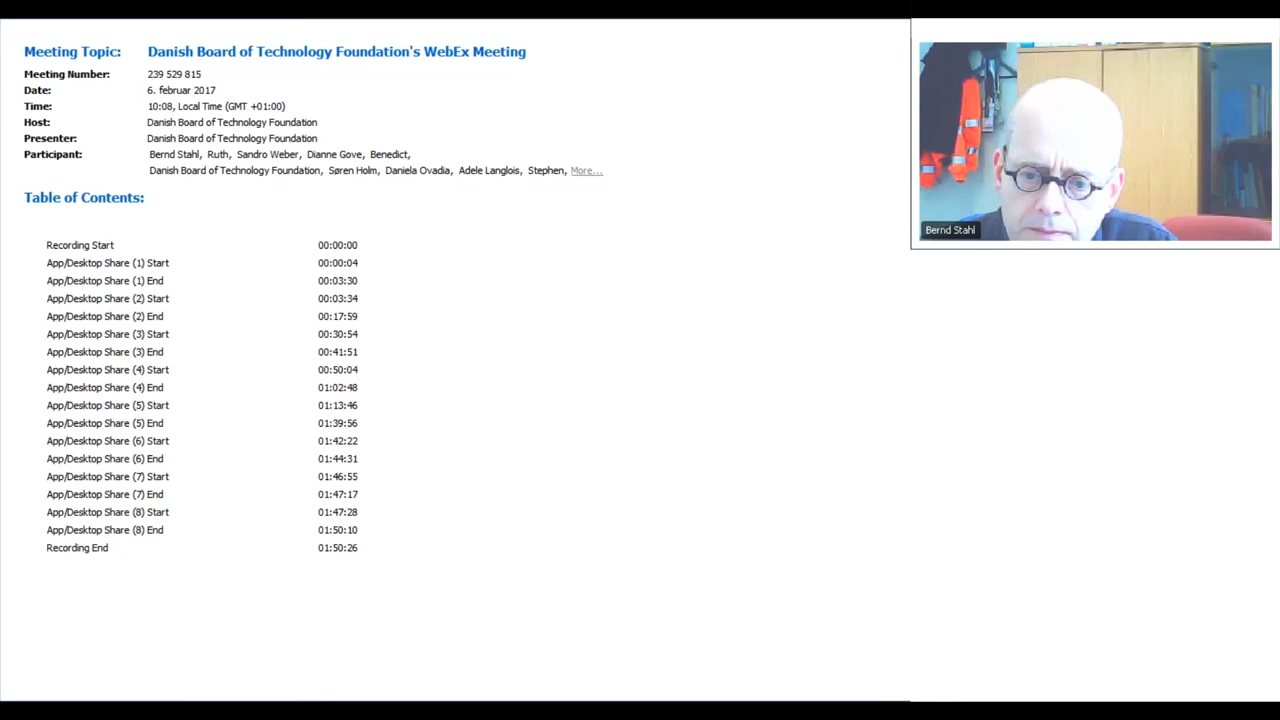 Meeting Topic: Danish Board of Technology Foundation's WebEx Meeting
Meeting Number: 239 529 815
Date: 6. februar 2017
Time: 10:08, Local Time (GMT +01:00)
Host: Danish Board of Technology Foundation
Presenter: Danish Board of Technology Foundation
Participant: Bernd Stahl, Ruth, Sandro Weber, Dianne Gove, Benedict,
Danish Board of Technology Foundation, Søren Holm, Daniela Ovadia, Adele Langlois, Stephen, More...
Table of Contents:
Recording Start 00:00:00
App/Desktop Share (1) Start 00:00:04
App/Desktop Share (1) End 00:03:30
App/Desktop Share (2) Start 00:03:34
App/Desktop Share (2) End 00:17:59
App/Desktop Share (3) Start 00:30:54
App/Desktop Share (3) End 00:41:51
App/Desktop Share (4) Start 00:50:04
App/Desktop Share (4) End 01:02:48
App/Desktop Share (5) Start 01:13:46
App/Desktop Share (5) End 01:39:56
App/Desktop Share (6) Start 01:42:22
App/Desktop Share (6) End 01:44:31
App/Desktop Share (7) Start 01:46:55
App/Desktop Share (7) End 01:47:17
App/Desktop Share (8) Start 01:47:28
App/Desktop Share (8) End 01:50:10
Recording End 01:50:26
Bernd Stahl